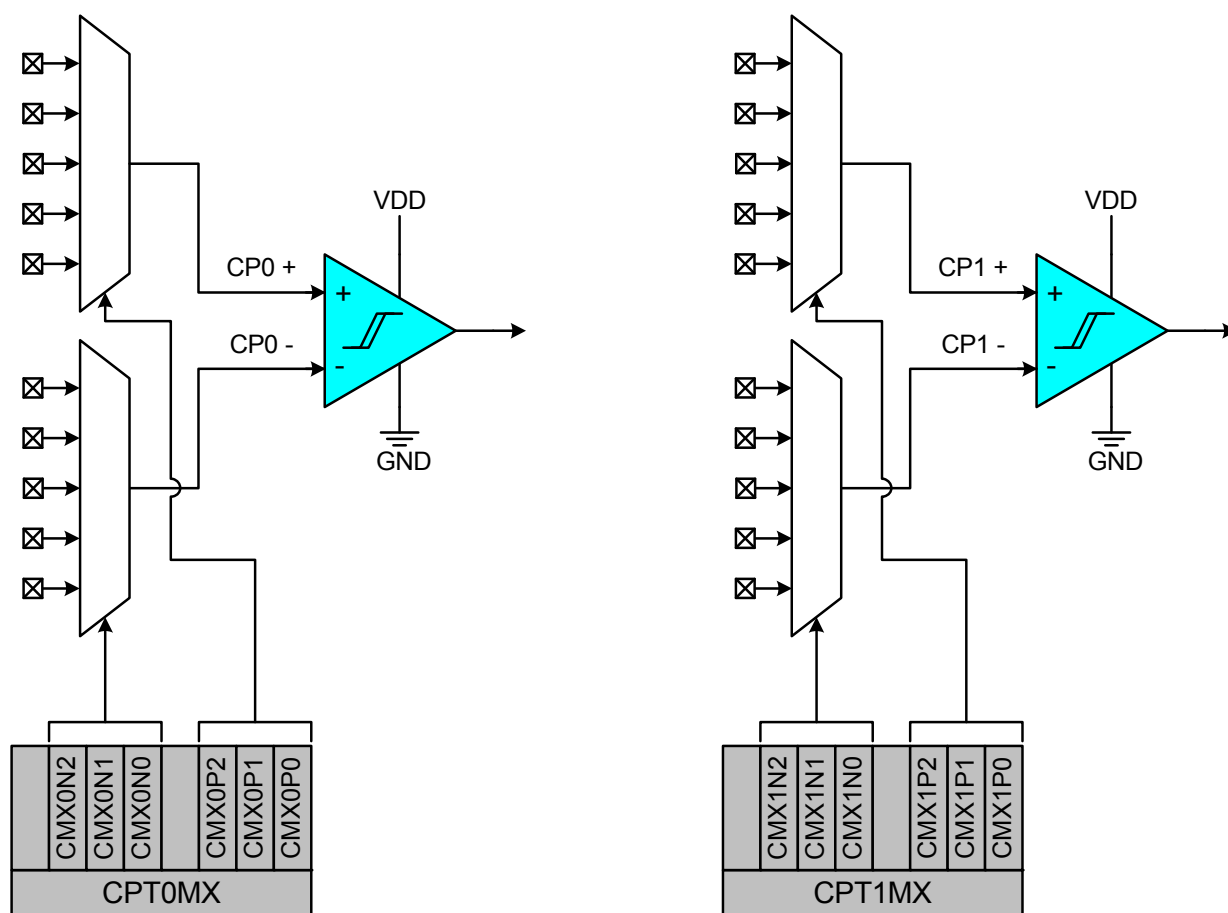 VDD
CP0 +
+
CP0 -
-
GND
CMX0N2
CMX0N1
CMX0N0
CMX0P2
CMX0P1
CMX0P0
CPT0MX
VDD
CP1 +
+
CP1 -
-
GND
CMX1N2
CMX1N1
CMX1N0
CMX1P2
CMX1P1
CMX1P0
CPT1MX